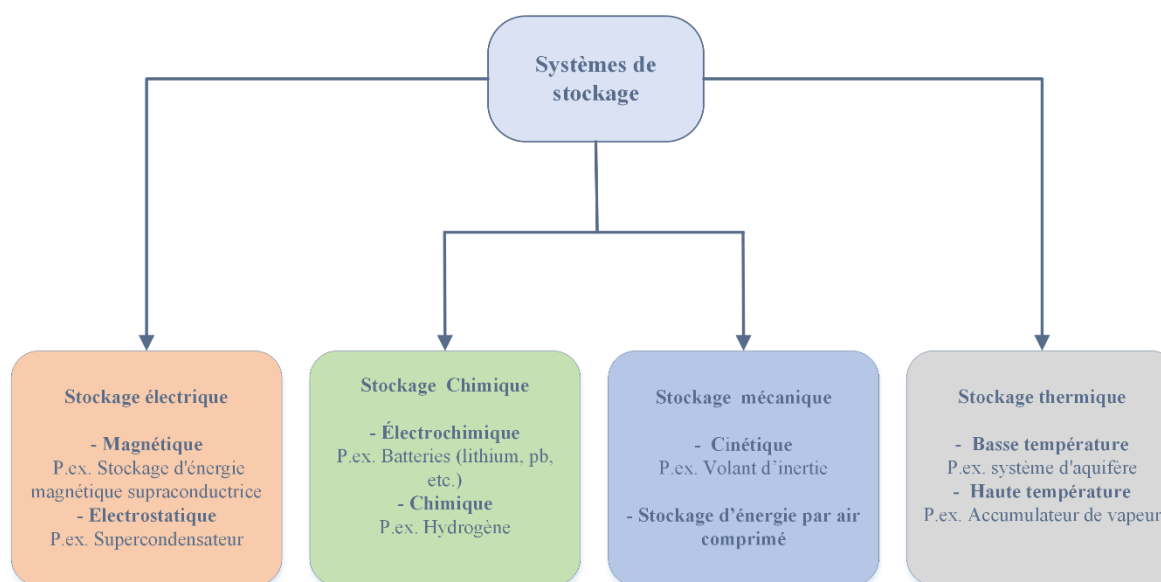 Systèmes de
stockage
Stockage électrique
- Magnétique
P.ex. Stockage d'énergie
magnétique supraconductrice
- Electrostatique
P.ex. Supercondensateur
Stockage Chimique
- Électrochimique
P.ex. Batteries (lithium, pb,
etc.)
- Chimique
P.ex. Hydrogène
Stockage mécanique
- Cinétique
P.ex. Volant d’inertie
- Stockage d’énergie par air
comprimé
Stockage thermique
- Basse température
P.ex. système d'aquifère
- Haute température
P.ex. Accumulateur de vapeur